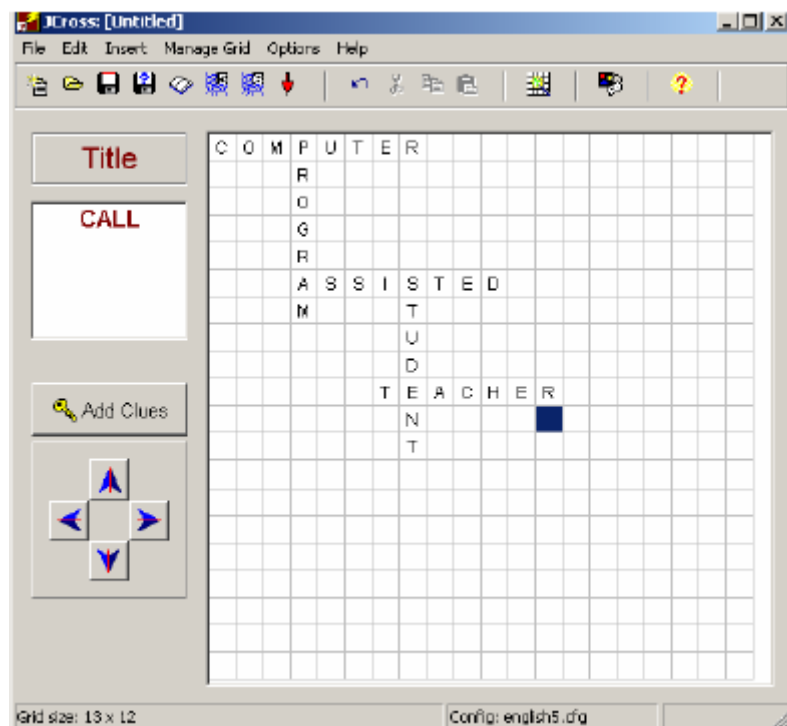 JCross: [Untitled]
File Edit Insert Manage Grid Options Help
Title
CALL
Add Clues
C O M P U T E R
R
O
G
R
A S S I S T E D
M T
U
D
T E A C H E R
N
T
Grid size: 13 x 12 Config: english5.cfg